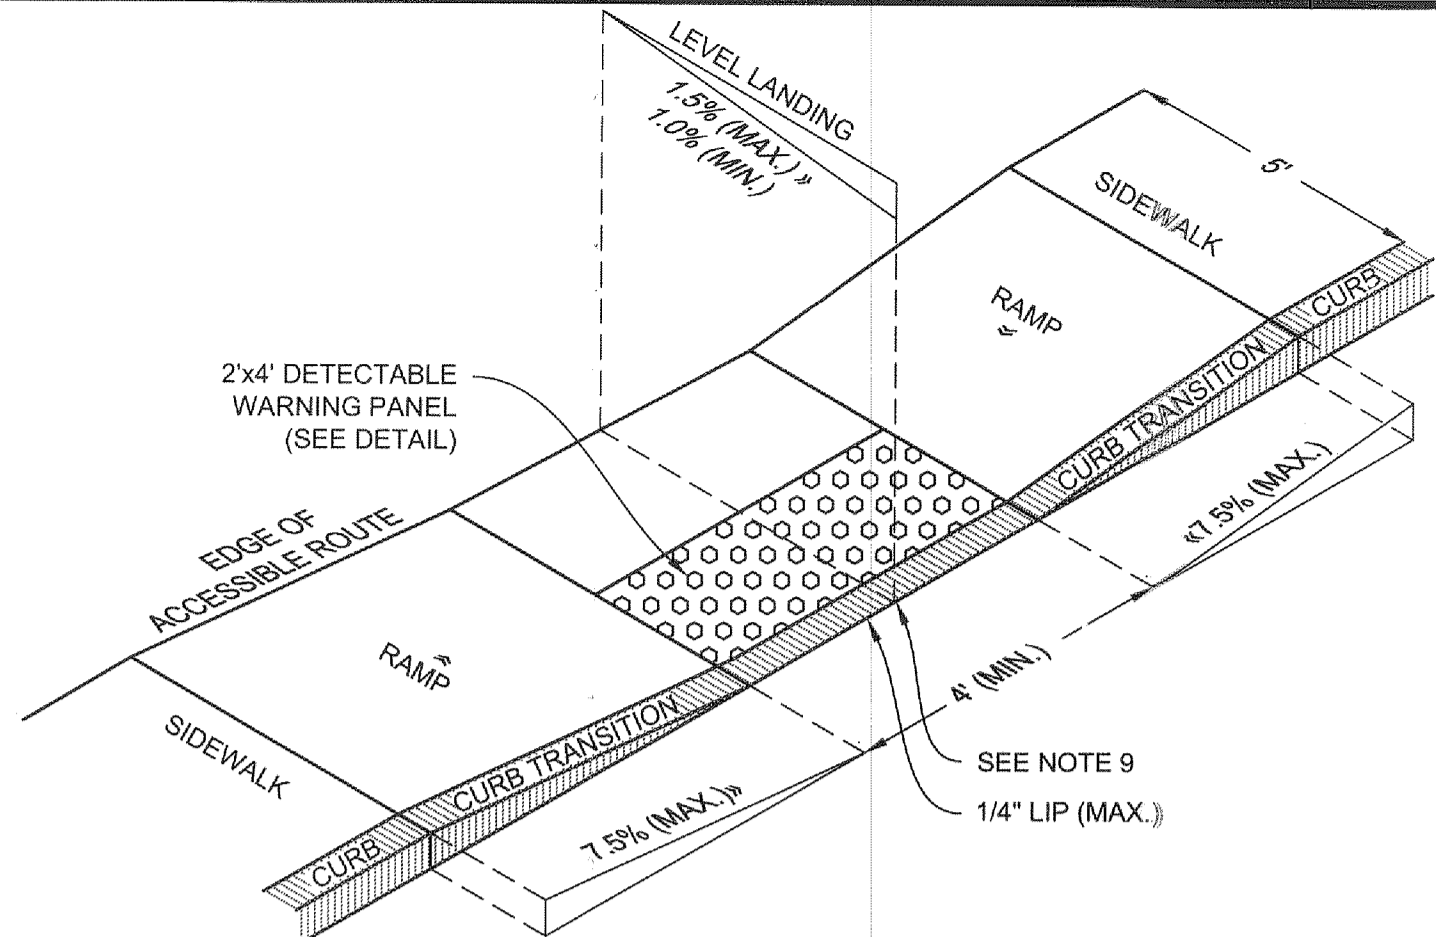 LEVEL LANDING
1.5% (MAX.) »
1.0% (MIN.)
5'
SIDEWALK
RAMP
»
CURB
2'x4' DETECTABLE
WARNING PANEL
(SEE DETAIL)
CURB TRANSITION
«7.5% (MAX.)
EDGE OF
ACCESSIBLE ROUTE
»
RAMP
4' (MIN.)
SIDEWALK
CURB TRANSITION
SEE NOTE 9
1/4" LIP (MAX.)
7.5% (MAX.)»
CURB